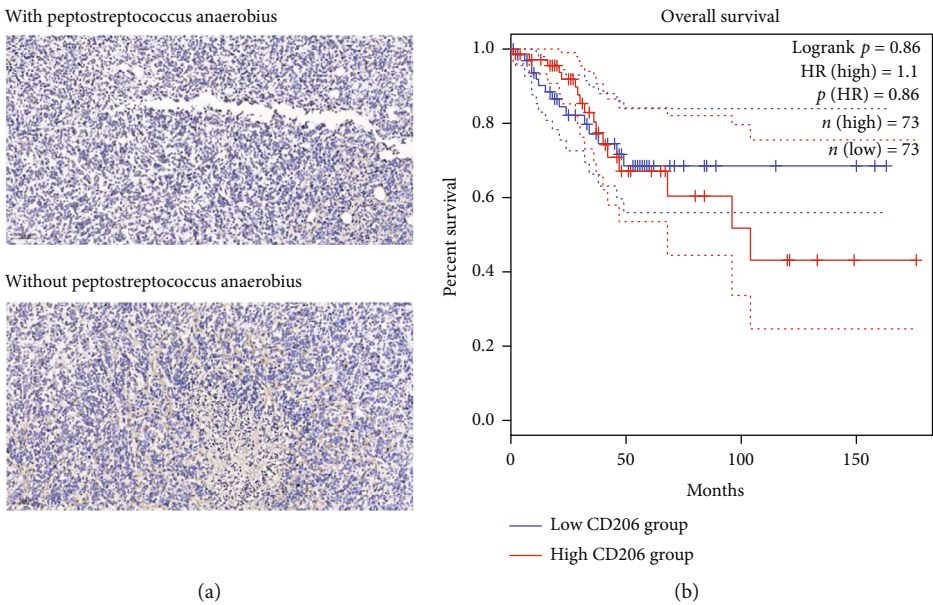 With peptostreptococcus anaerobius
Without peptostreptococcus anaerobius
(a)
Overall survival
Logrank p = 0.86
HR (high) = 1.1
p (HR) = 0.86
n (high) = 73
n (low) = 73
Percent survival
1.0
0.8
0.6
0.4
0.2
0.0
0
50
100
150
Months
Low CD206 group
High CD206 group
(b)